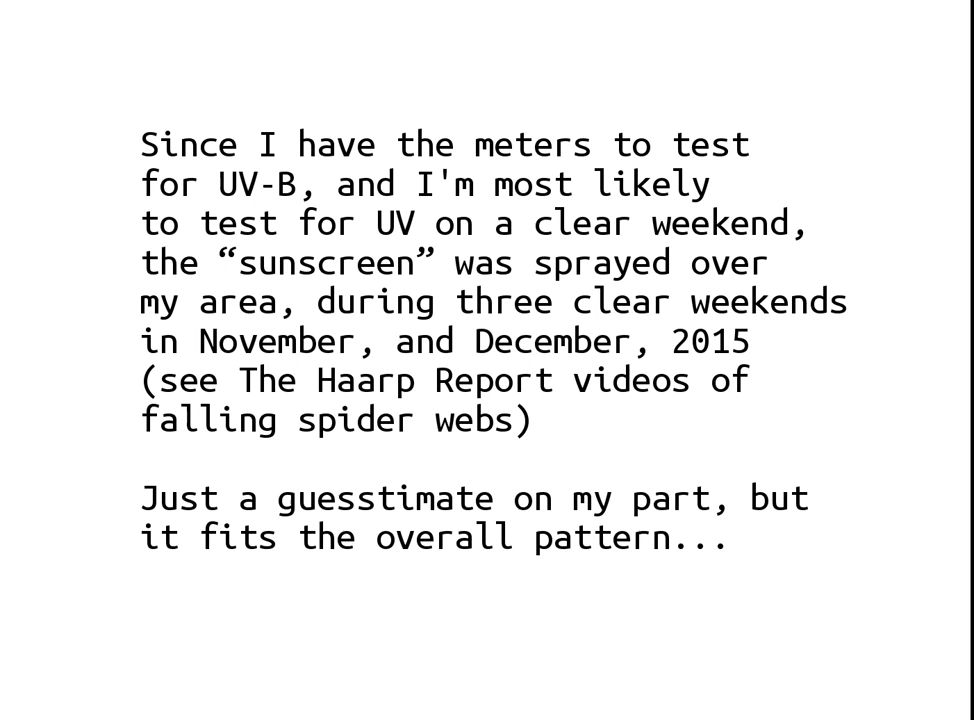 Since I have the meters to test
for UV-B, and I'm most likely
to test for UV on a clear weekend,
the “sunscreen” was sprayed over
my area, during three clear weekends
in November, and December, 2015
(see The Haarp Report videos of
falling spider webs)

Just a guesstimate on my part, but
it fits the overall pattern...